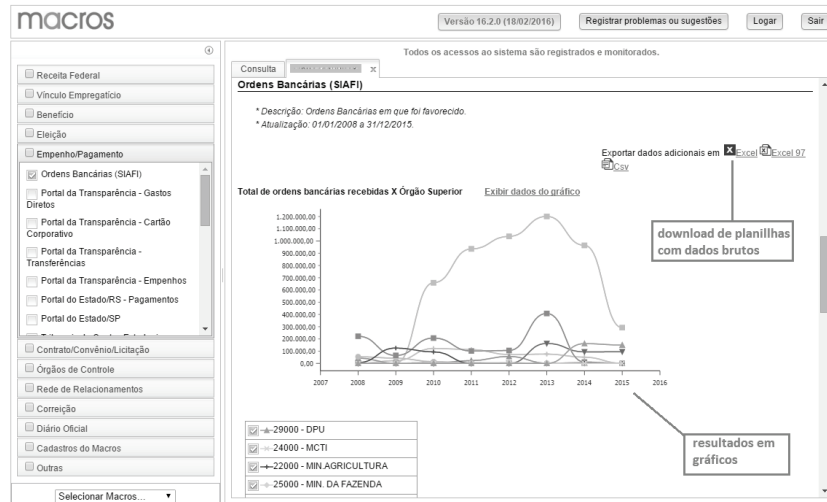 macros
Versão 16.2.0 (18/02/2016)
Registrar problemas ou sugestões
Logar
Sair
Todos os acessos ao sistema são registrados e monitorados.
Receita Federal
Vínculo Empregatício
Benefício
Eleição
Empenho/Pagamento
Ordens Bancárias (SIAFI)
Portal da Transparência - Gastos
Diretos
Portal da Transparência - Cartão
Corporativo
Portal da Transparência -
Transferências
Portal da Transparência - Empenhos
Portal do Estado/RS - Pagamentos
Portal do Estado/SP
Contrato/Convênio/Licitação
Órgãos de Controle
Rede de Relacionamentos
Correição
Diário Oficial
Cadastros do Macros
Outras
Selecionar Macros...
Consulta
x
Ordens Bancárias (SIAFI)
* Descrição: Ordens Bancárias em que foi favorecido.
* Atualização: 01/01/2008 a 31/12/2015.
Exportar dados adicionais em Excel Excel 97
Csv
Total de ordens bancárias recebidas X Órgão Superior Exibir dados do gráfico
download de planillhas
com dados brutos
1.200.000,00
1.100.000,00
1.000.000,00
900.000,00
800.000,00
700.000,00
600.000,00
500.000,00
400.000,00
300.000,00
200.000,00
100.000,00
0,00
2007 2008 2009 2010 2011 2012 2013 2014 2015 2016
resultados em
gráficos
29000 - DPU
24000 - MCTI
22000 - MIN.AGRICULTURA
25000 - MIN. DA FAZENDA